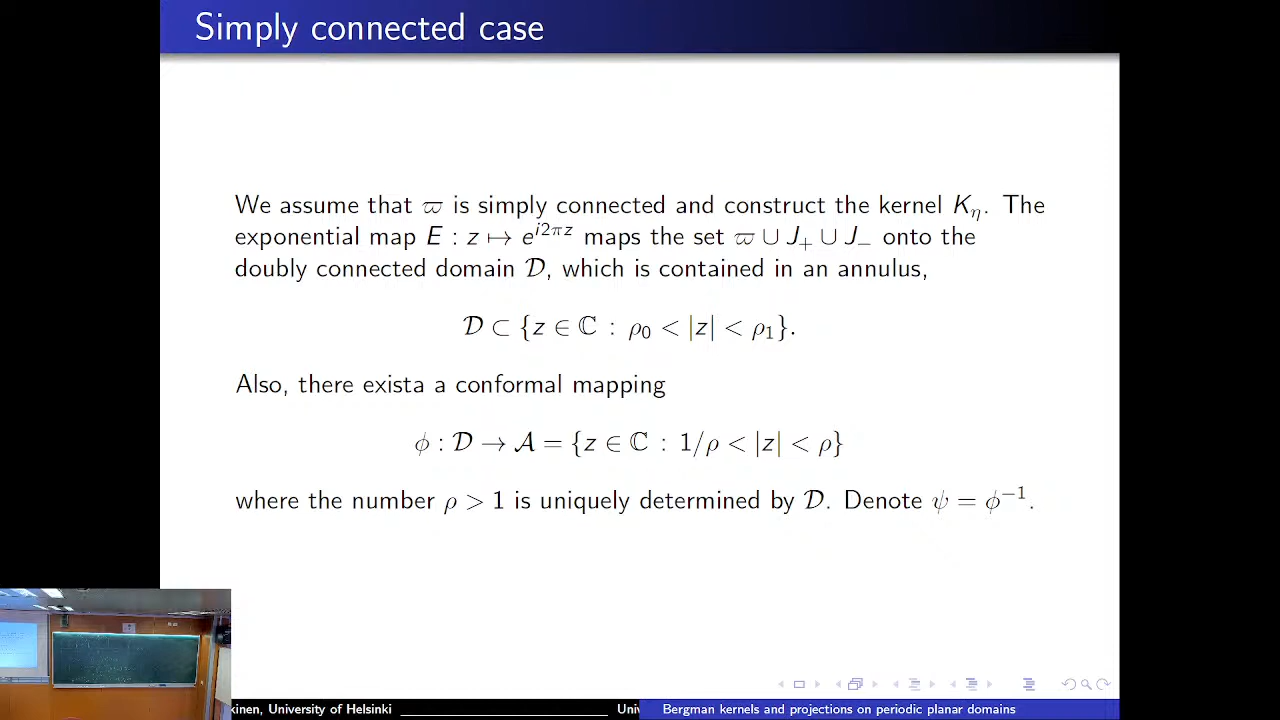 Simply connected case
We assume that ϖ is simply connected and construct the kernel K_η. The
exponential map E : z ↦ e^{i2πz} maps the set ϖ ∪ J_+ ∪ J_− onto the
doubly connected domain 𝒟, which is contained in an annulus,
𝒟 ⊂ {z ∈ ℂ : ρ_0 < |z| < ρ_1}.
Also, there exista a conformal mapping
ϕ : 𝒟 → 𝒜 = {z ∈ ℂ : 1/ρ < |z| < ρ}
where the number ρ > 1 is uniquely determined by 𝒟. Denote ψ = ϕ^{−1}.
kinen, University of Helsinki
Bergman kernels and projections on periodic planar domains